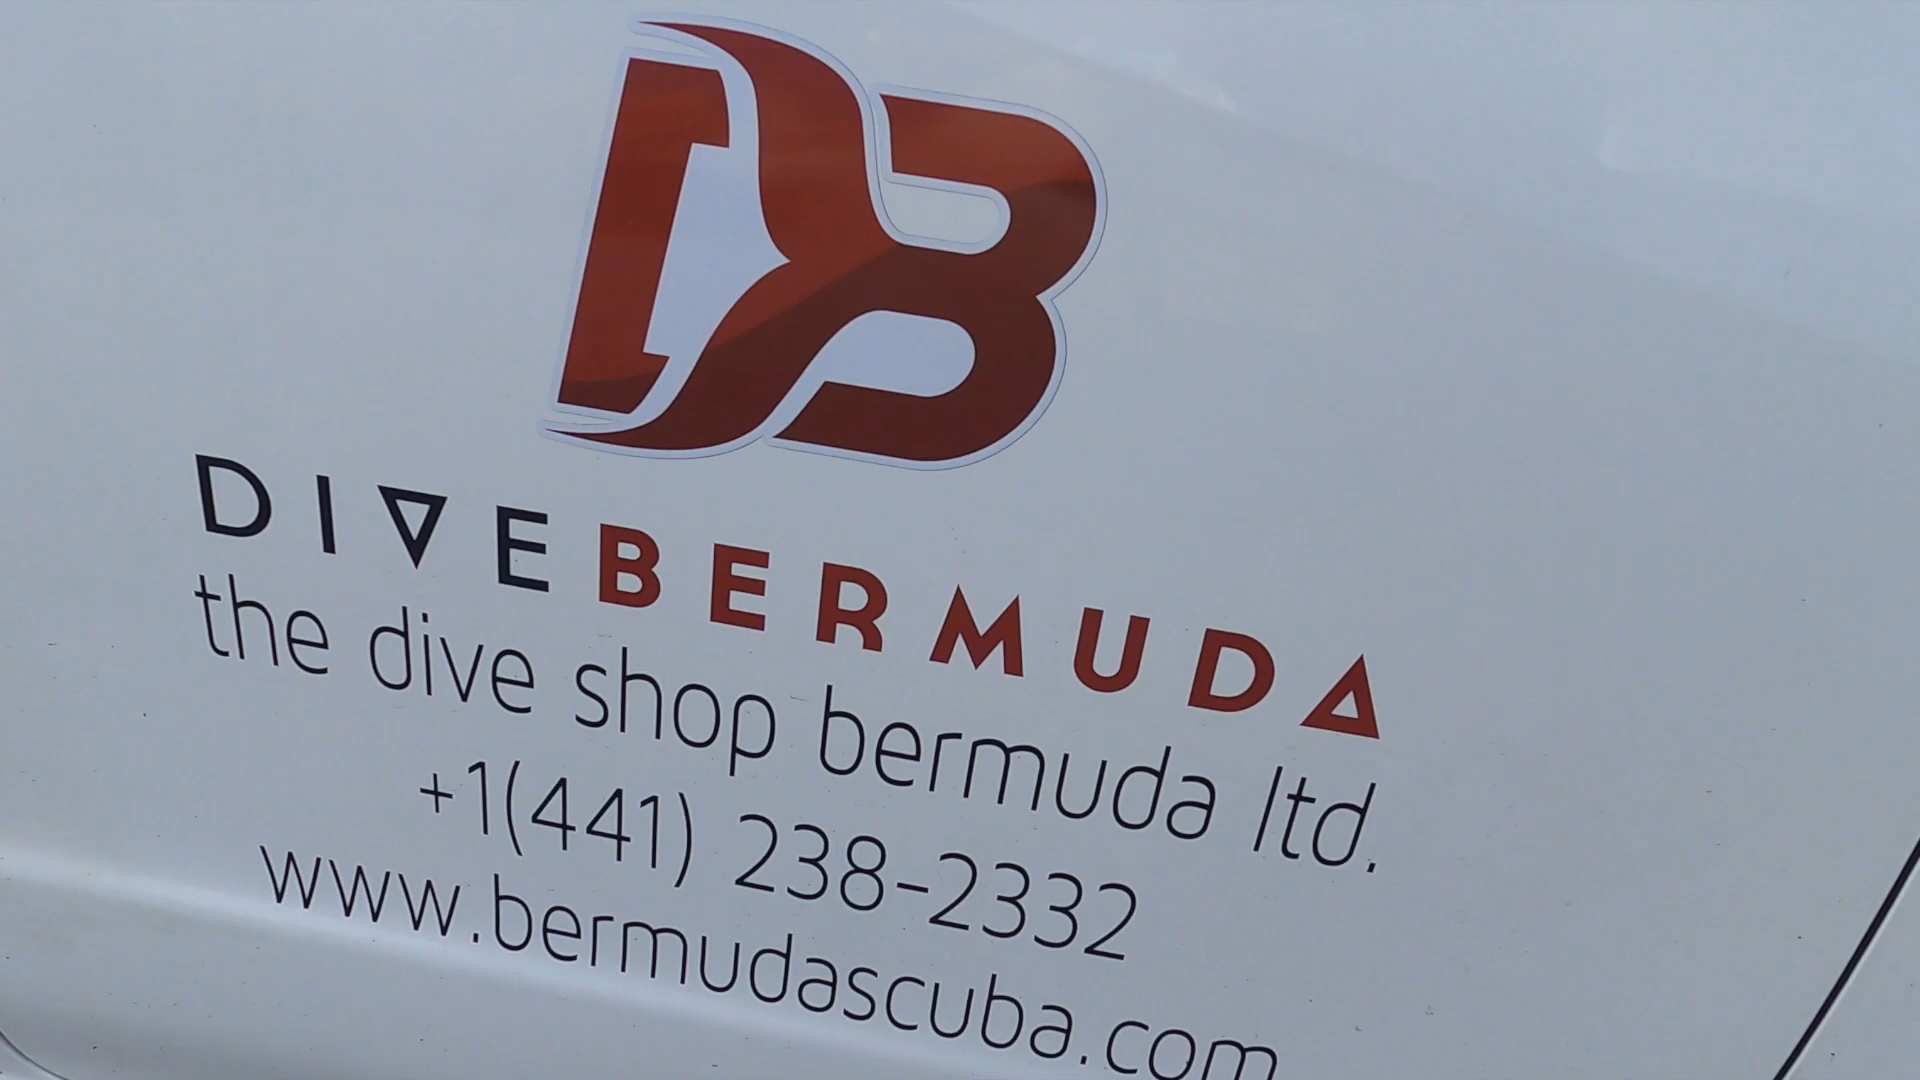 DB
DIVEBERMUDA
the dive shop bermuda ltd.
+1(441) 238-2332
www.bermudascuba.com